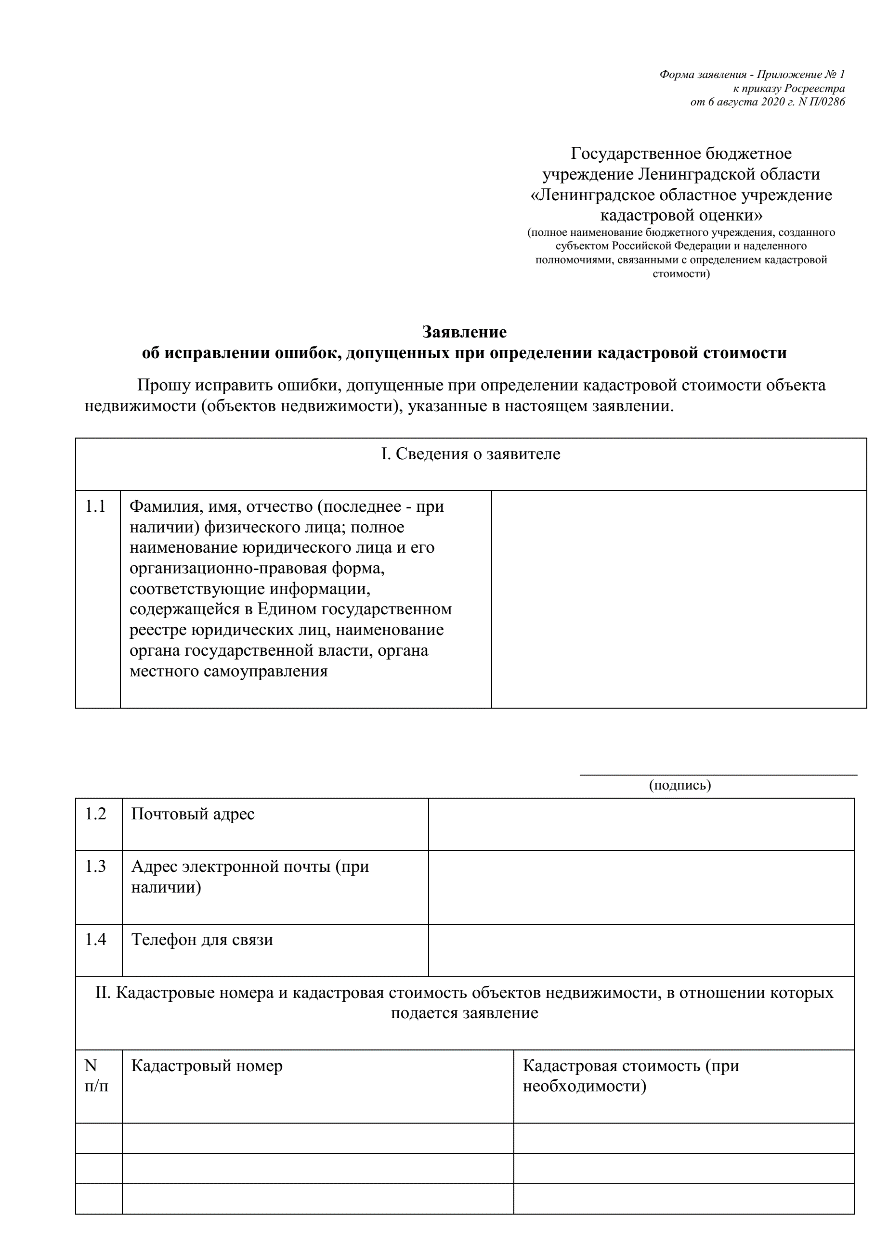 Форма заявления - Приложение № 1
к приказу Росреестра
от 6 августа 2020 г. N П/0286
Государственное бюджетное
учреждение Ленинградской области
«Ленинградское областное учреждение
кадастровой оценки»
(полное наименование бюджетного учреждения, созданного
субъектом Российской Федерации и наделенного
полномочиями, связанными с определением кадастровой
стоимости)
Заявление
об исправлении ошибок, допущенных при определении кадастровой стоимости
Прошу исправить ошибки, допущенные при определении кадастровой стоимости объекта
недвижимости (объектов недвижимости), указанные в настоящем заявлении.
I. Сведения о заявителе
1.1 Фамилия, имя, отчество (последнее - при
наличии) физического лица; полное
наименование юридического лица и его
организационно-правовая форма,
соответствующие информации,
содержащейся в Едином государственном
реестре юридических лиц, наименование
органа государственной власти, органа
местного самоуправления
(подпись)
1.2 Почтовый адрес
1.3 Адрес электронной почты (при
наличии)
1.4 Телефон для связи
II. Кадастровые номера и кадастровая стоимость объектов недвижимости, в отношении которых
подается заявление
N Кадастровый номер Кадастровая стоимость (при
п/п необходимости)